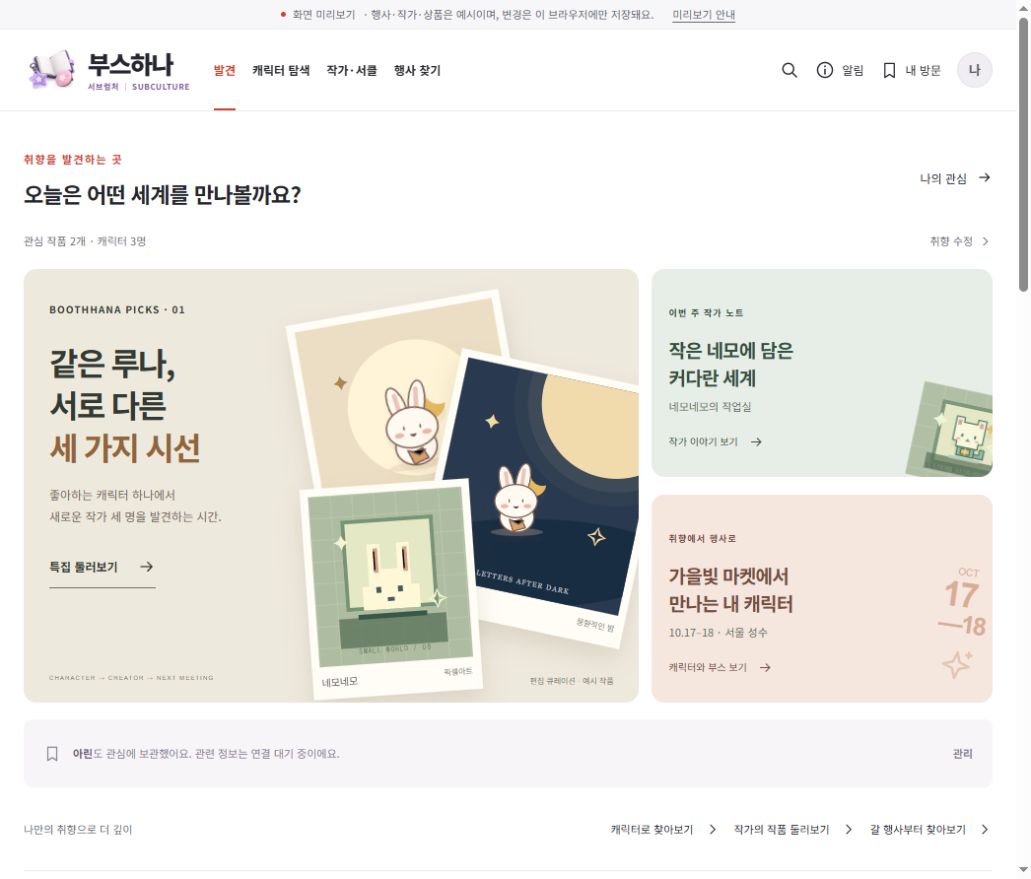 화면 미리보기 · 행사·작가·상품은 예시이며, 변경은 이 브라우저에만 저장돼요. 미리보기 안내
부스하나
서브컬처 | SUBCULTURE
발견 캐릭터 탐색 작가·서클 행사 찾기
알림 내 방문 나
취향을 발견하는 곳
오늘은 어떤 세계를 만나볼까요?
나의 관심
관심 작품 2개 · 캐릭터 3명
취향 수정
BOOTHHANA PICKS · 01
같은 루나,
서로 다른
세 가지 시선
좋아하는 캐릭터 하나에서
새로운 작가 세 명을 발견하는 시간.
특집 둘러보기
CHARACTER → CREATOR → NEXT MEETING
LETTERS AFTER DARK
몽환적인 밤
SMALL WORLD / 08
네모네모
픽셀아트
편집 큐레이션 · 예시 작품
이번 주 작가 노트
작은 네모에 담은
커다란 세계
네모네모의 작업실
작가 이야기 보기
취향에서 행사로
가을빛 마켓에서
만나는 내 캐릭터
10.17–18 · 서울 성수
캐릭터와 부스 보기
OCT
17
—18
아린도 관심에 보관했어요. 관련 정보는 연결 대기 중이에요.
관리
나만의 취향으로 더 깊이
캐릭터로 찾아보기 작가의 작품 둘러보기 갈 행사부터 찾아보기